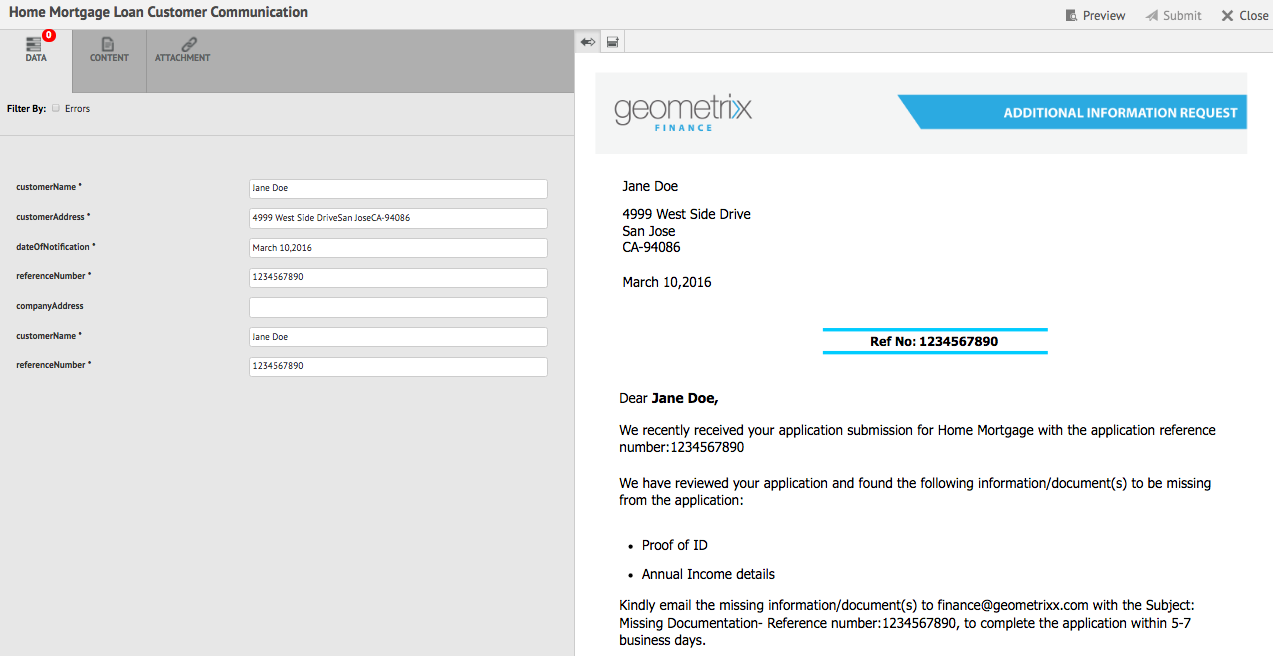 Home Mortgage Loan Customer Communication
Preview
Submit
Close
DATA
0
CONTENT
ATTACHMENT
Filter By: Errors
customerName * Jane Doe
customerAddress * 4999 West Side DriveSan JoseCA-94086
dateOfNotification * March 10,2016
referenceNumber * 1234567890
companyAddress
customerName * Jane Doe
referenceNumber * 1234567890
geometrixx
FINANCE
ADDITIONAL INFORMATION REQUEST
Jane Doe
4999 West Side Drive
San Jose
CA-94086
March 10,2016
Ref No: 1234567890
Dear Jane Doe,
We recently received your application submission for Home Mortgage with the application reference
number:1234567890
We have reviewed your application and found the following information/document(s) to be missing
from the application:
• Proof of ID
• Annual Income details
Kindly email the missing information/document(s) to finance@geometrixx.com with the Subject:
Missing Documentation- Reference number:1234567890, to complete the application within 5-7
business days.